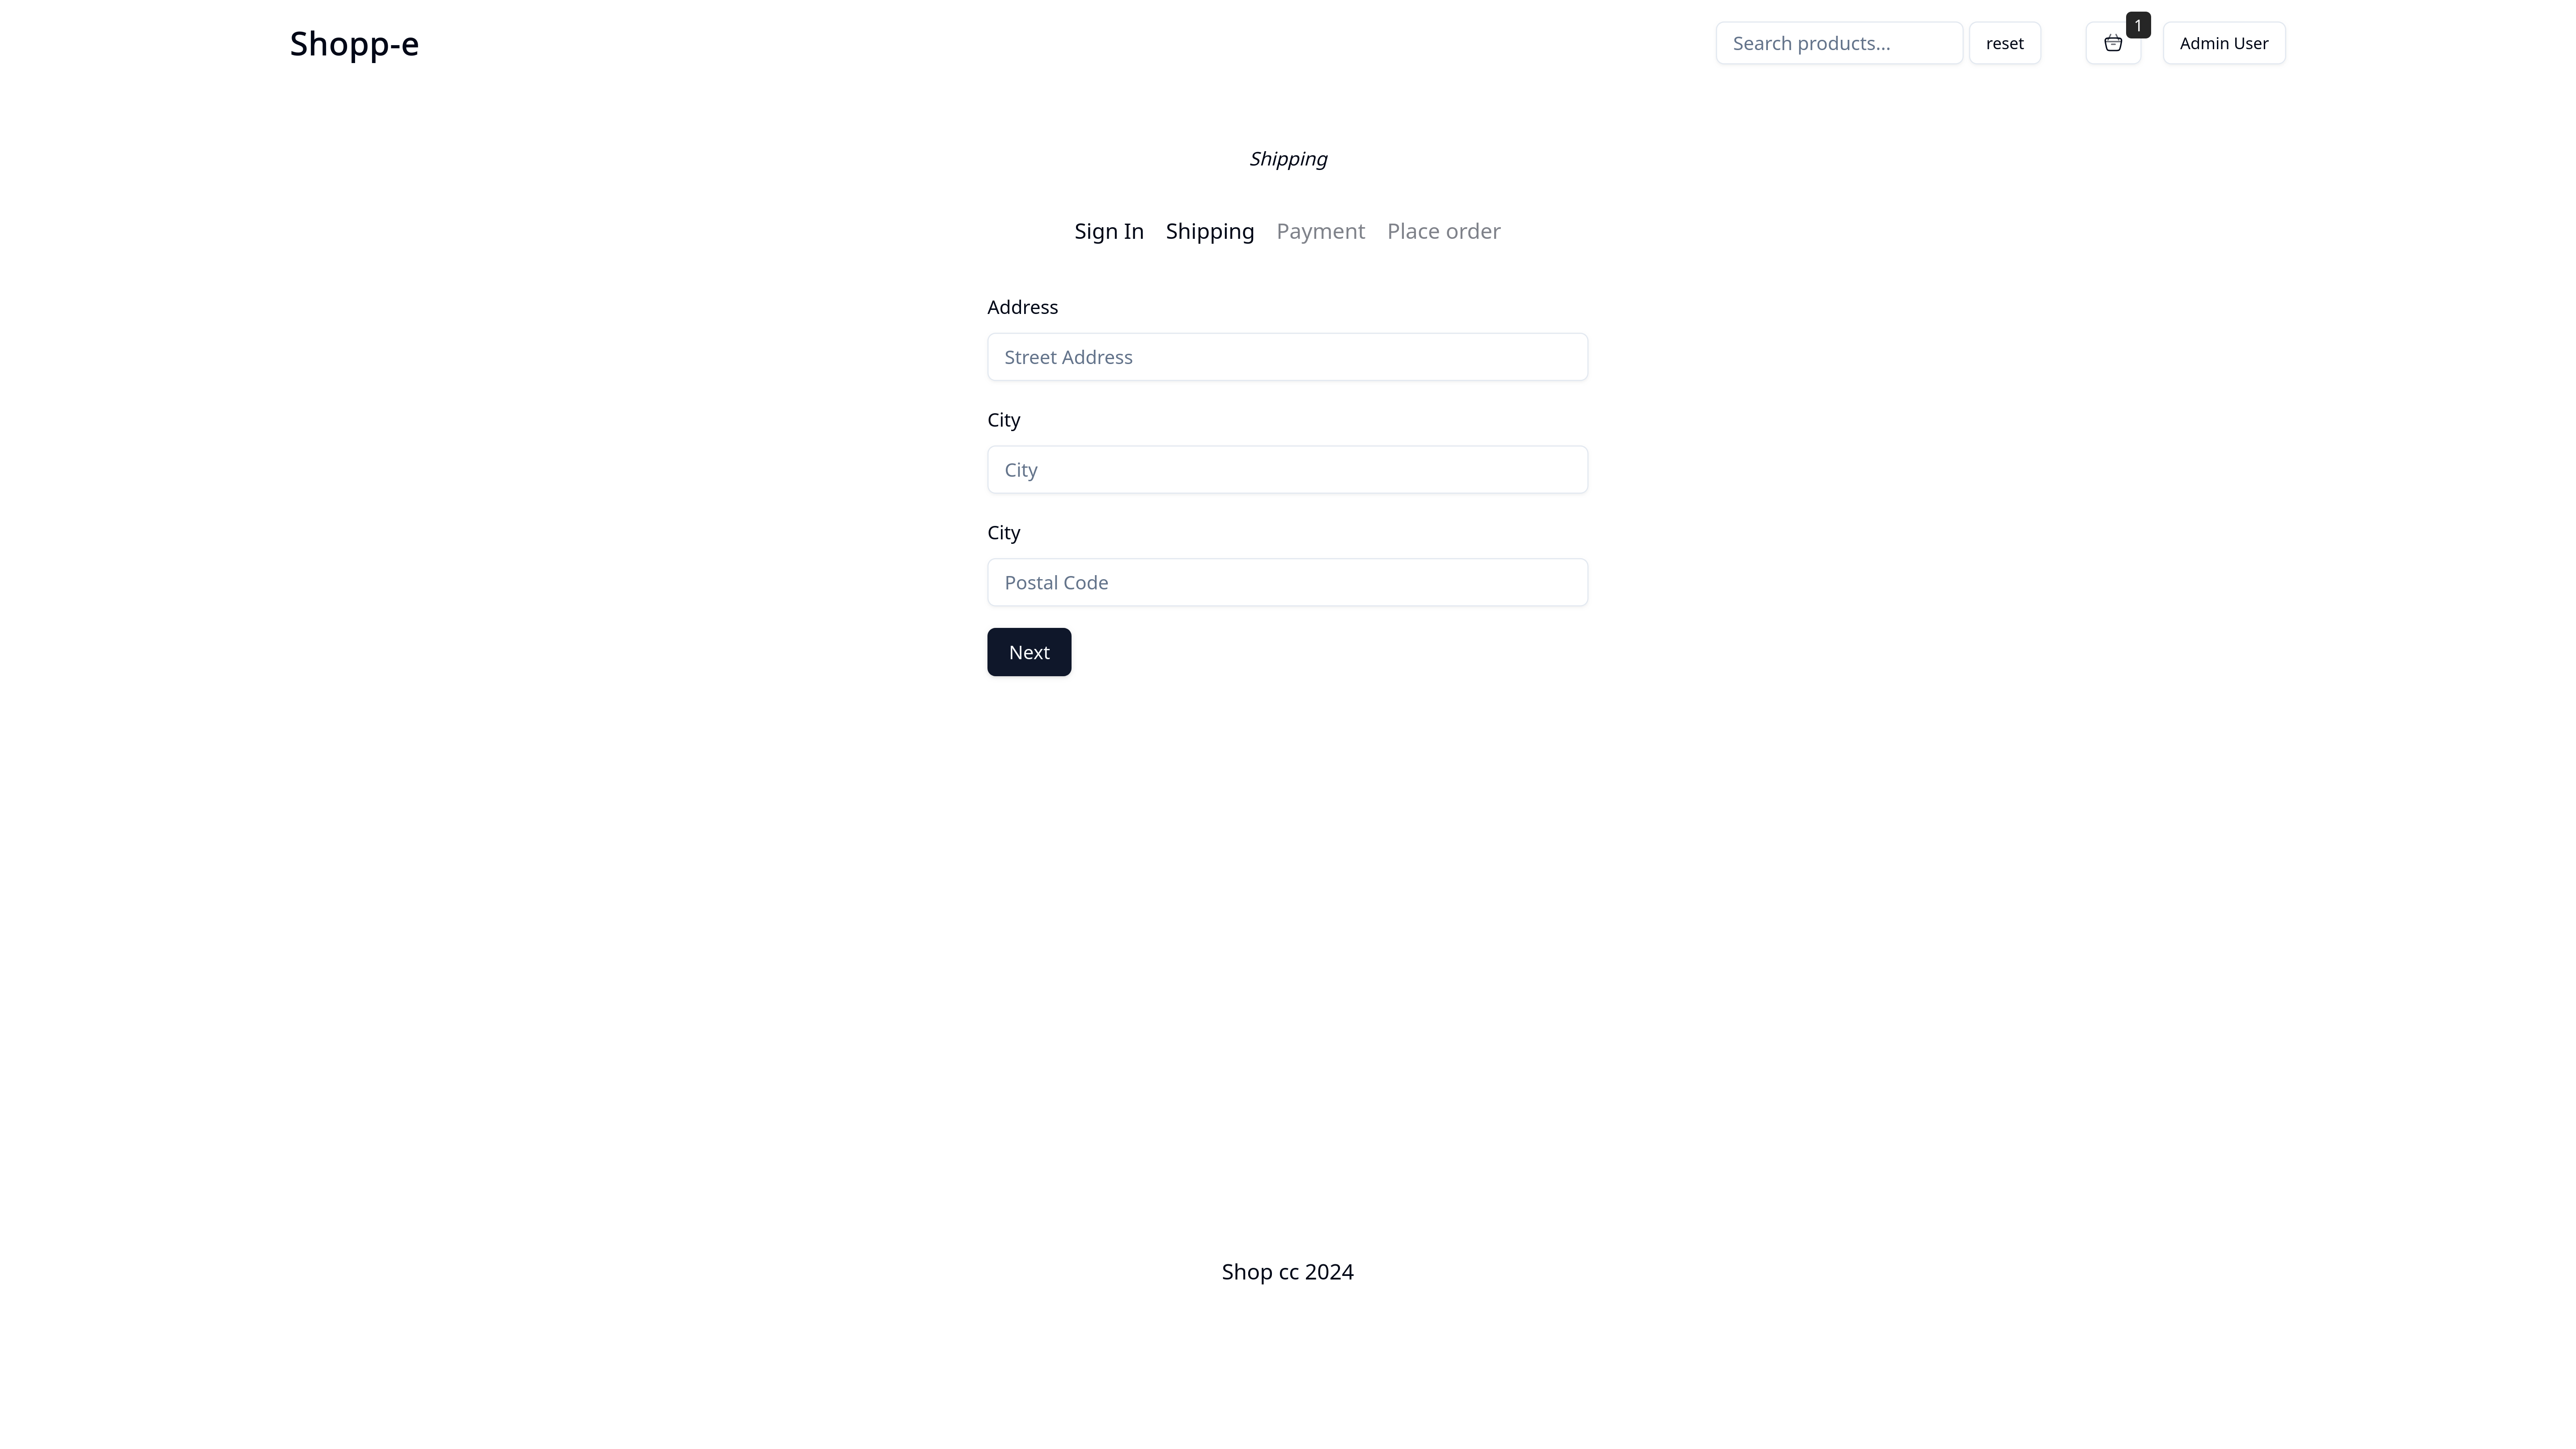 Shopp-e
Search products...
reset
1
Admin User
Shipping
Sign In Shipping Payment Place order
Address
Street Address
City
City
City
Postal Code
Next
Shop cc 2024